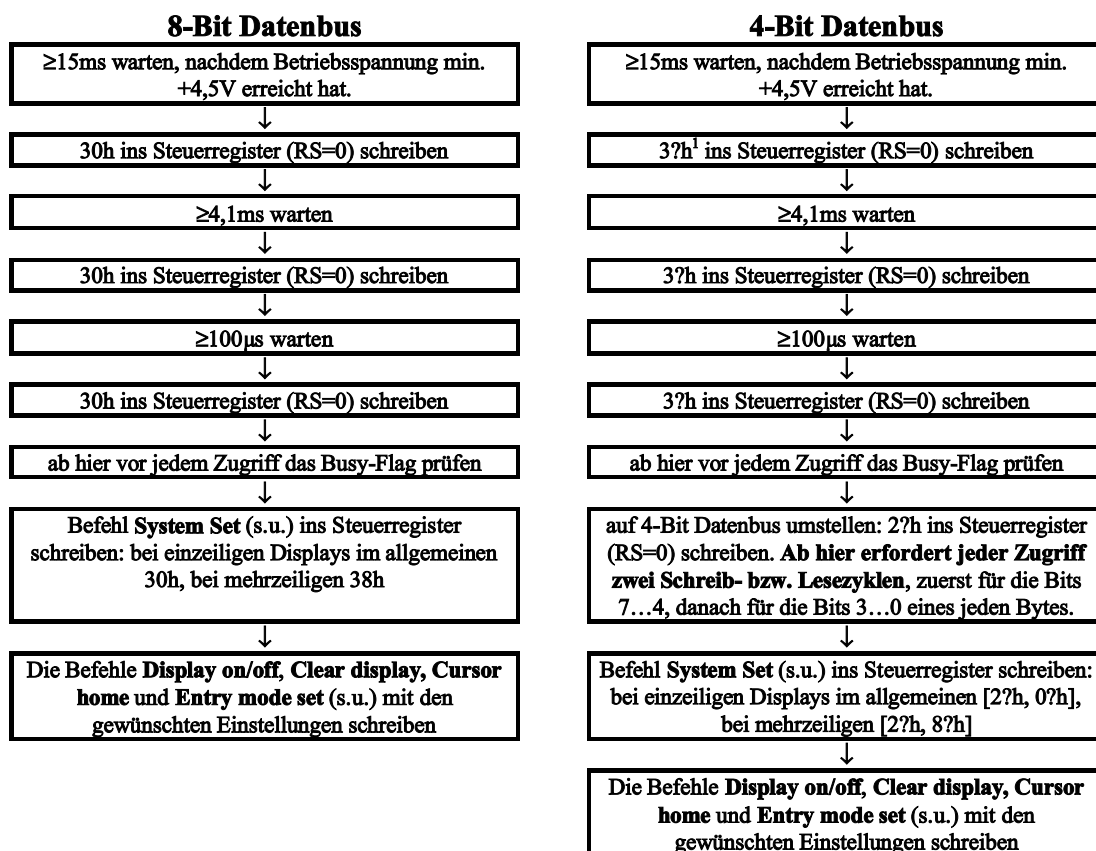 8-Bit Datenbus
≥15ms warten, nachdem Betriebsspannung min.
+4,5V erreicht hat.
↓
30h ins Steuerregister (RS=0) schreiben
↓
≥4,1ms warten
↓
30h ins Steuerregister (RS=0) schreiben
↓
≥100µs warten
↓
30h ins Steuerregister (RS=0) schreiben
↓
ab hier vor jedem Zugriff das Busy-Flag prüfen
↓
Befehl System Set (s.u.) ins Steuerregister
schreiben: bei einzeiligen Displays im allgemeinen
30h, bei mehrzeiligen 38h
↓
Die Befehle Display on/off, Clear display, Cursor
home und Entry mode set (s.u.) mit den
gewünschten Einstellungen schreiben
4-Bit Datenbus
≥15ms warten, nachdem Betriebsspannung min.
+4,5V erreicht hat.
↓
3?h¹ ins Steuerregister (RS=0) schreiben
↓
≥4,1ms warten
↓
3?h ins Steuerregister (RS=0) schreiben
↓
≥100µs warten
↓
3?h ins Steuerregister (RS=0) schreiben
↓
ab hier vor jedem Zugriff das Busy-Flag prüfen
↓
auf 4-Bit Datenbus umstellen: 2?h ins Steuerregister
(RS=0) schreiben. Ab hier erfordert jeder Zugriff
zwei Schreib- bzw. Lesezyklen, zuerst für die Bits
7…4, danach für die Bits 3…0 eines jeden Bytes.
↓
Befehl System Set (s.u.) ins Steuerregister schreiben:
bei einzeiligen Displays im allgemeinen [2?h, 0?h],
bei mehrzeiligen [2?h, 8?h]
↓
Die Befehle Display on/off, Clear display, Cursor
home und Entry mode set (s.u.) mit den
gewünschten Einstellungen schreiben